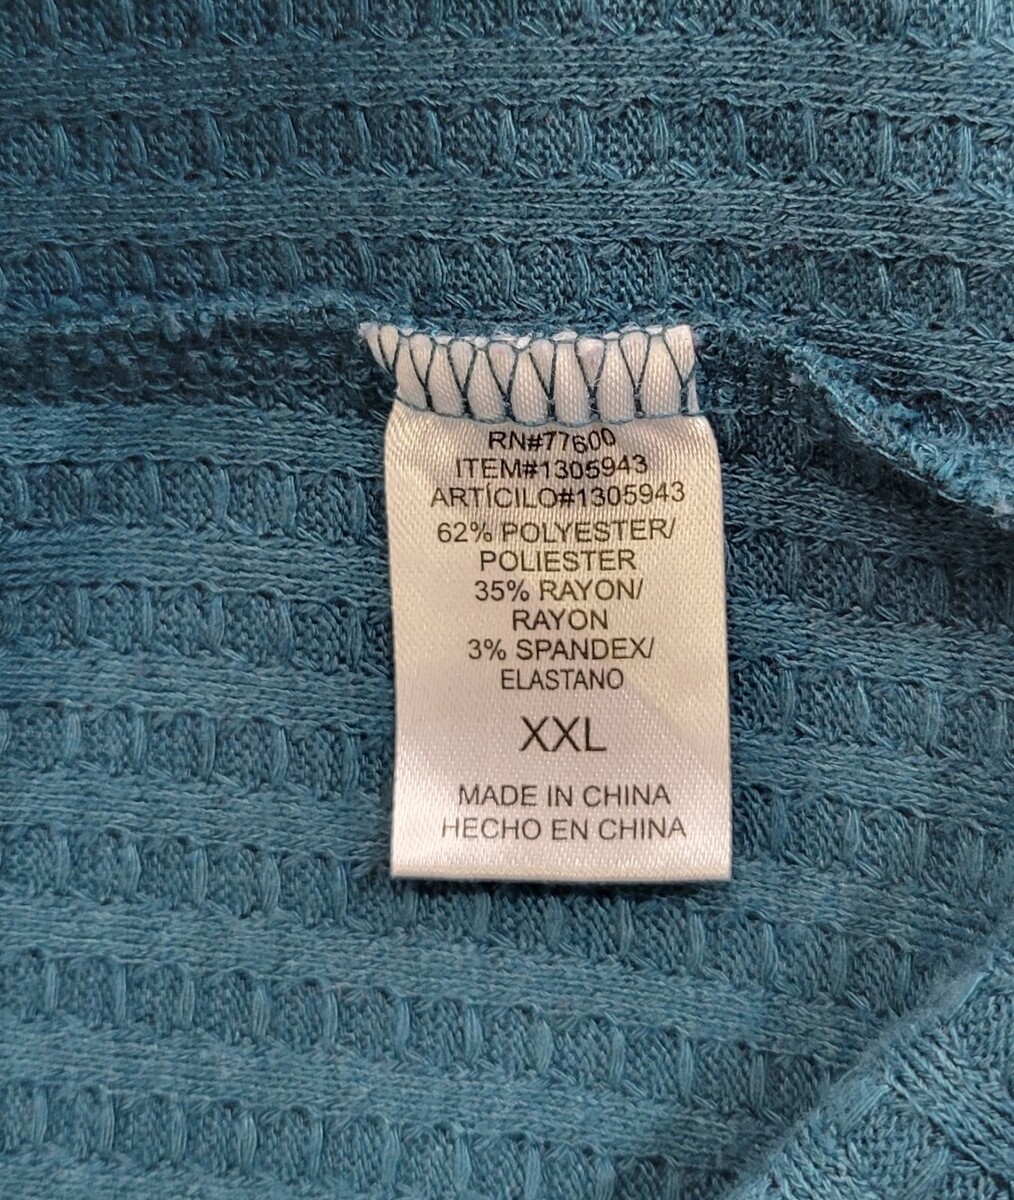 RN#77600
ITEM#1305943
ARTÍCILO#1305943
62% POLYESTER/
POLIESTER
35% RAYON/
RAYON
3% SPANDEX/
ELASTANO
XXL
MADE IN CHINA
HECHO EN CHINA